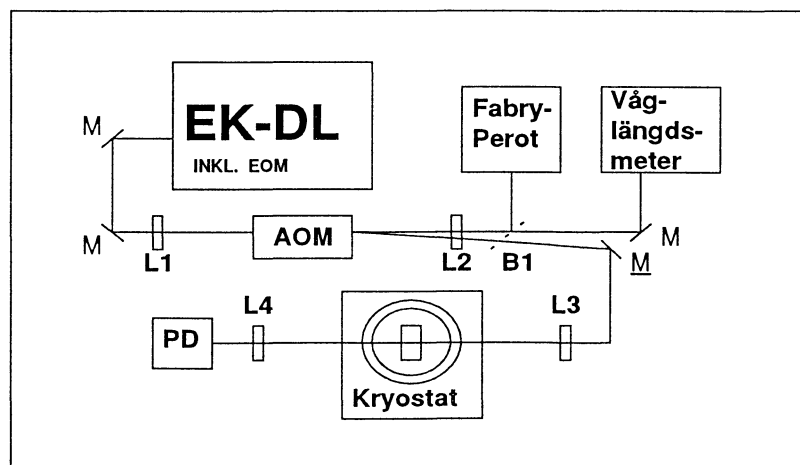 EK-DL
INKL. EOM
Fabry-
Perot
Våg-
längds-
meter
M
M
L1
AOM
L2
B1
M
M
L4
L3
PD
Kryostat